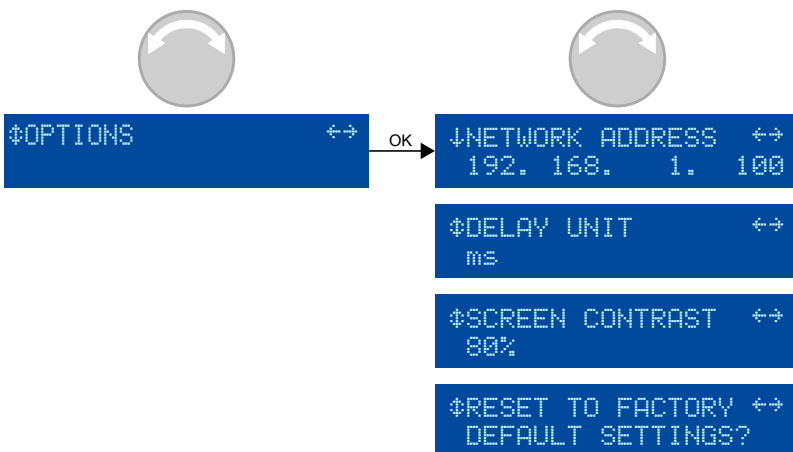 ↕OPTIONS ←→
OK
↓NETWORK ADDRESS ←→
192. 168. 1. 100
↕DELAY UNIT ←→
ms
↕SCREEN CONTRAST ←→
80%
↕RESET TO FACTORY ←→
DEFAULT SETTINGS?